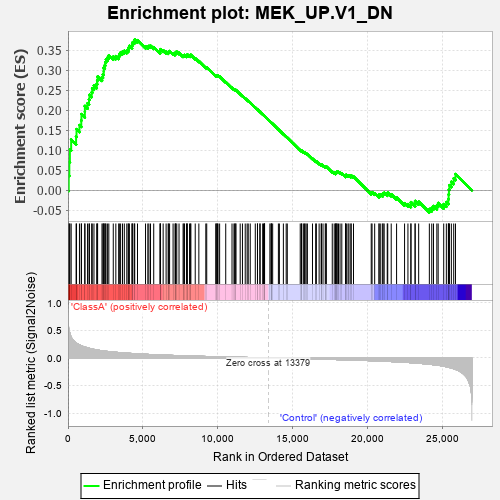 Enrichment plot: MEK_UP.V1_DN
Enrichment score (ES)
0.35
0.30
0.25
0.20
0.15
0.10
0.05
0.00
-0.05
Ranked list metric (Signal2Noise)
1.0
0.5
0.0
-0.5
-1.0
'ClassA' (positively correlated)
Zero cross at 13379
'Control' (negatively correlated)
0 5,000 10,000 15,000 20,000 25,000
Rank in Ordered Dataset
Enrichment profile Hits Ranking metric scores